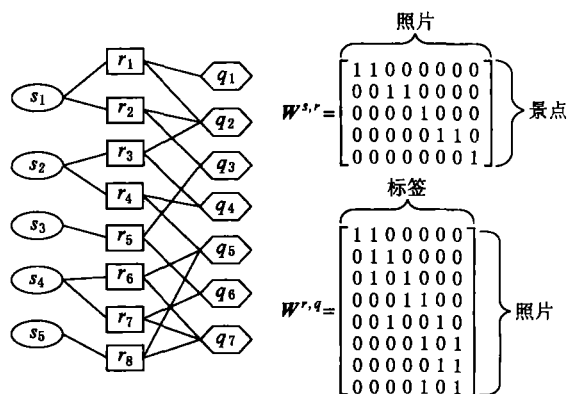 s1
s2
s3
s4
s5
r1
r2
r3
r4
r5
r6
r7
r8
q1
q2
q3
q4
q5
q6
q7
照片
W^{s,r}=
1 1 0 0 0 0 0 0
0 0 1 1 0 0 0 0
0 0 0 0 1 0 0 0
0 0 0 0 0 1 1 0
0 0 0 0 0 0 0 1
景点
标签
W^{r,q}=
1 1 0 0 0 0 0
0 1 1 0 0 0 0
0 1 0 1 0 0 0
0 0 0 1 1 0 0
0 0 1 0 0 1 0
0 0 0 0 1 0 1
0 0 0 0 0 1 1
0 0 0 0 1 0 1
照片